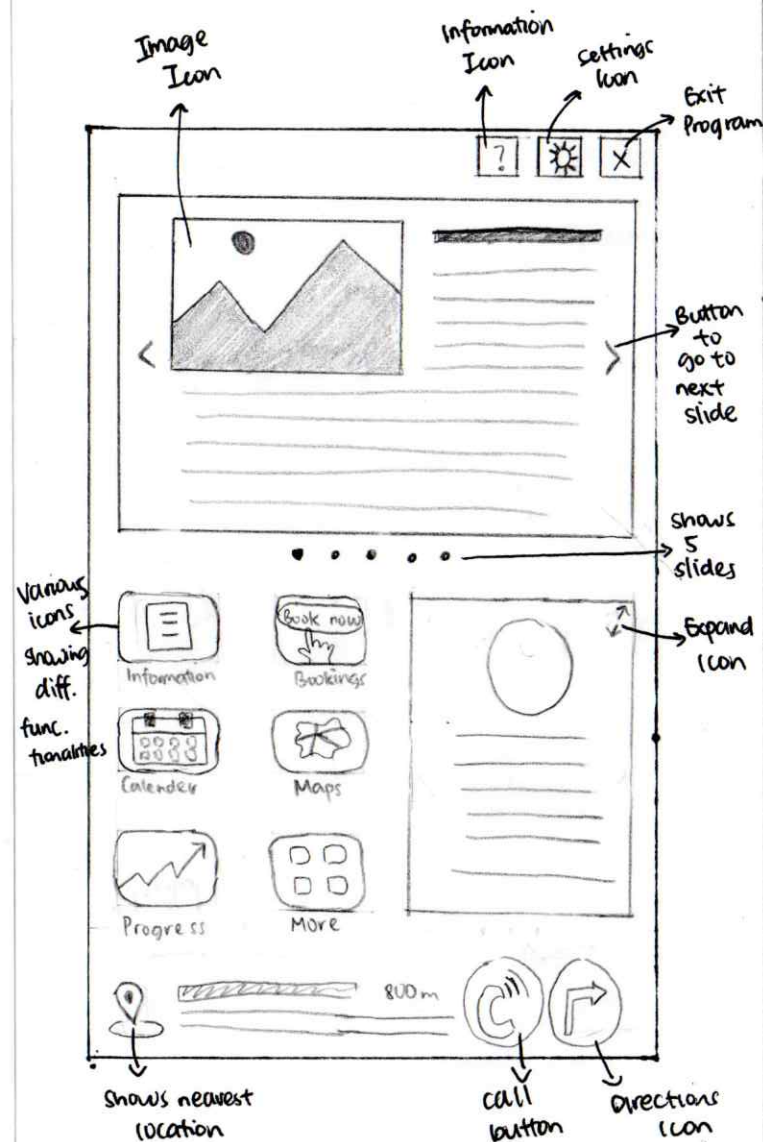 Image
Icon
Information
Icon
settings
icon
Exit
Program
?
X
Button
to
go to
next
slide
shows
5
slides
Various
icons
showing
diff.
func.
tionalities
Book now
Information
Bookings
Expand
icon
Calender
Maps
Progress
More
800m
Shows nearest
location
call
button
Directions
icon